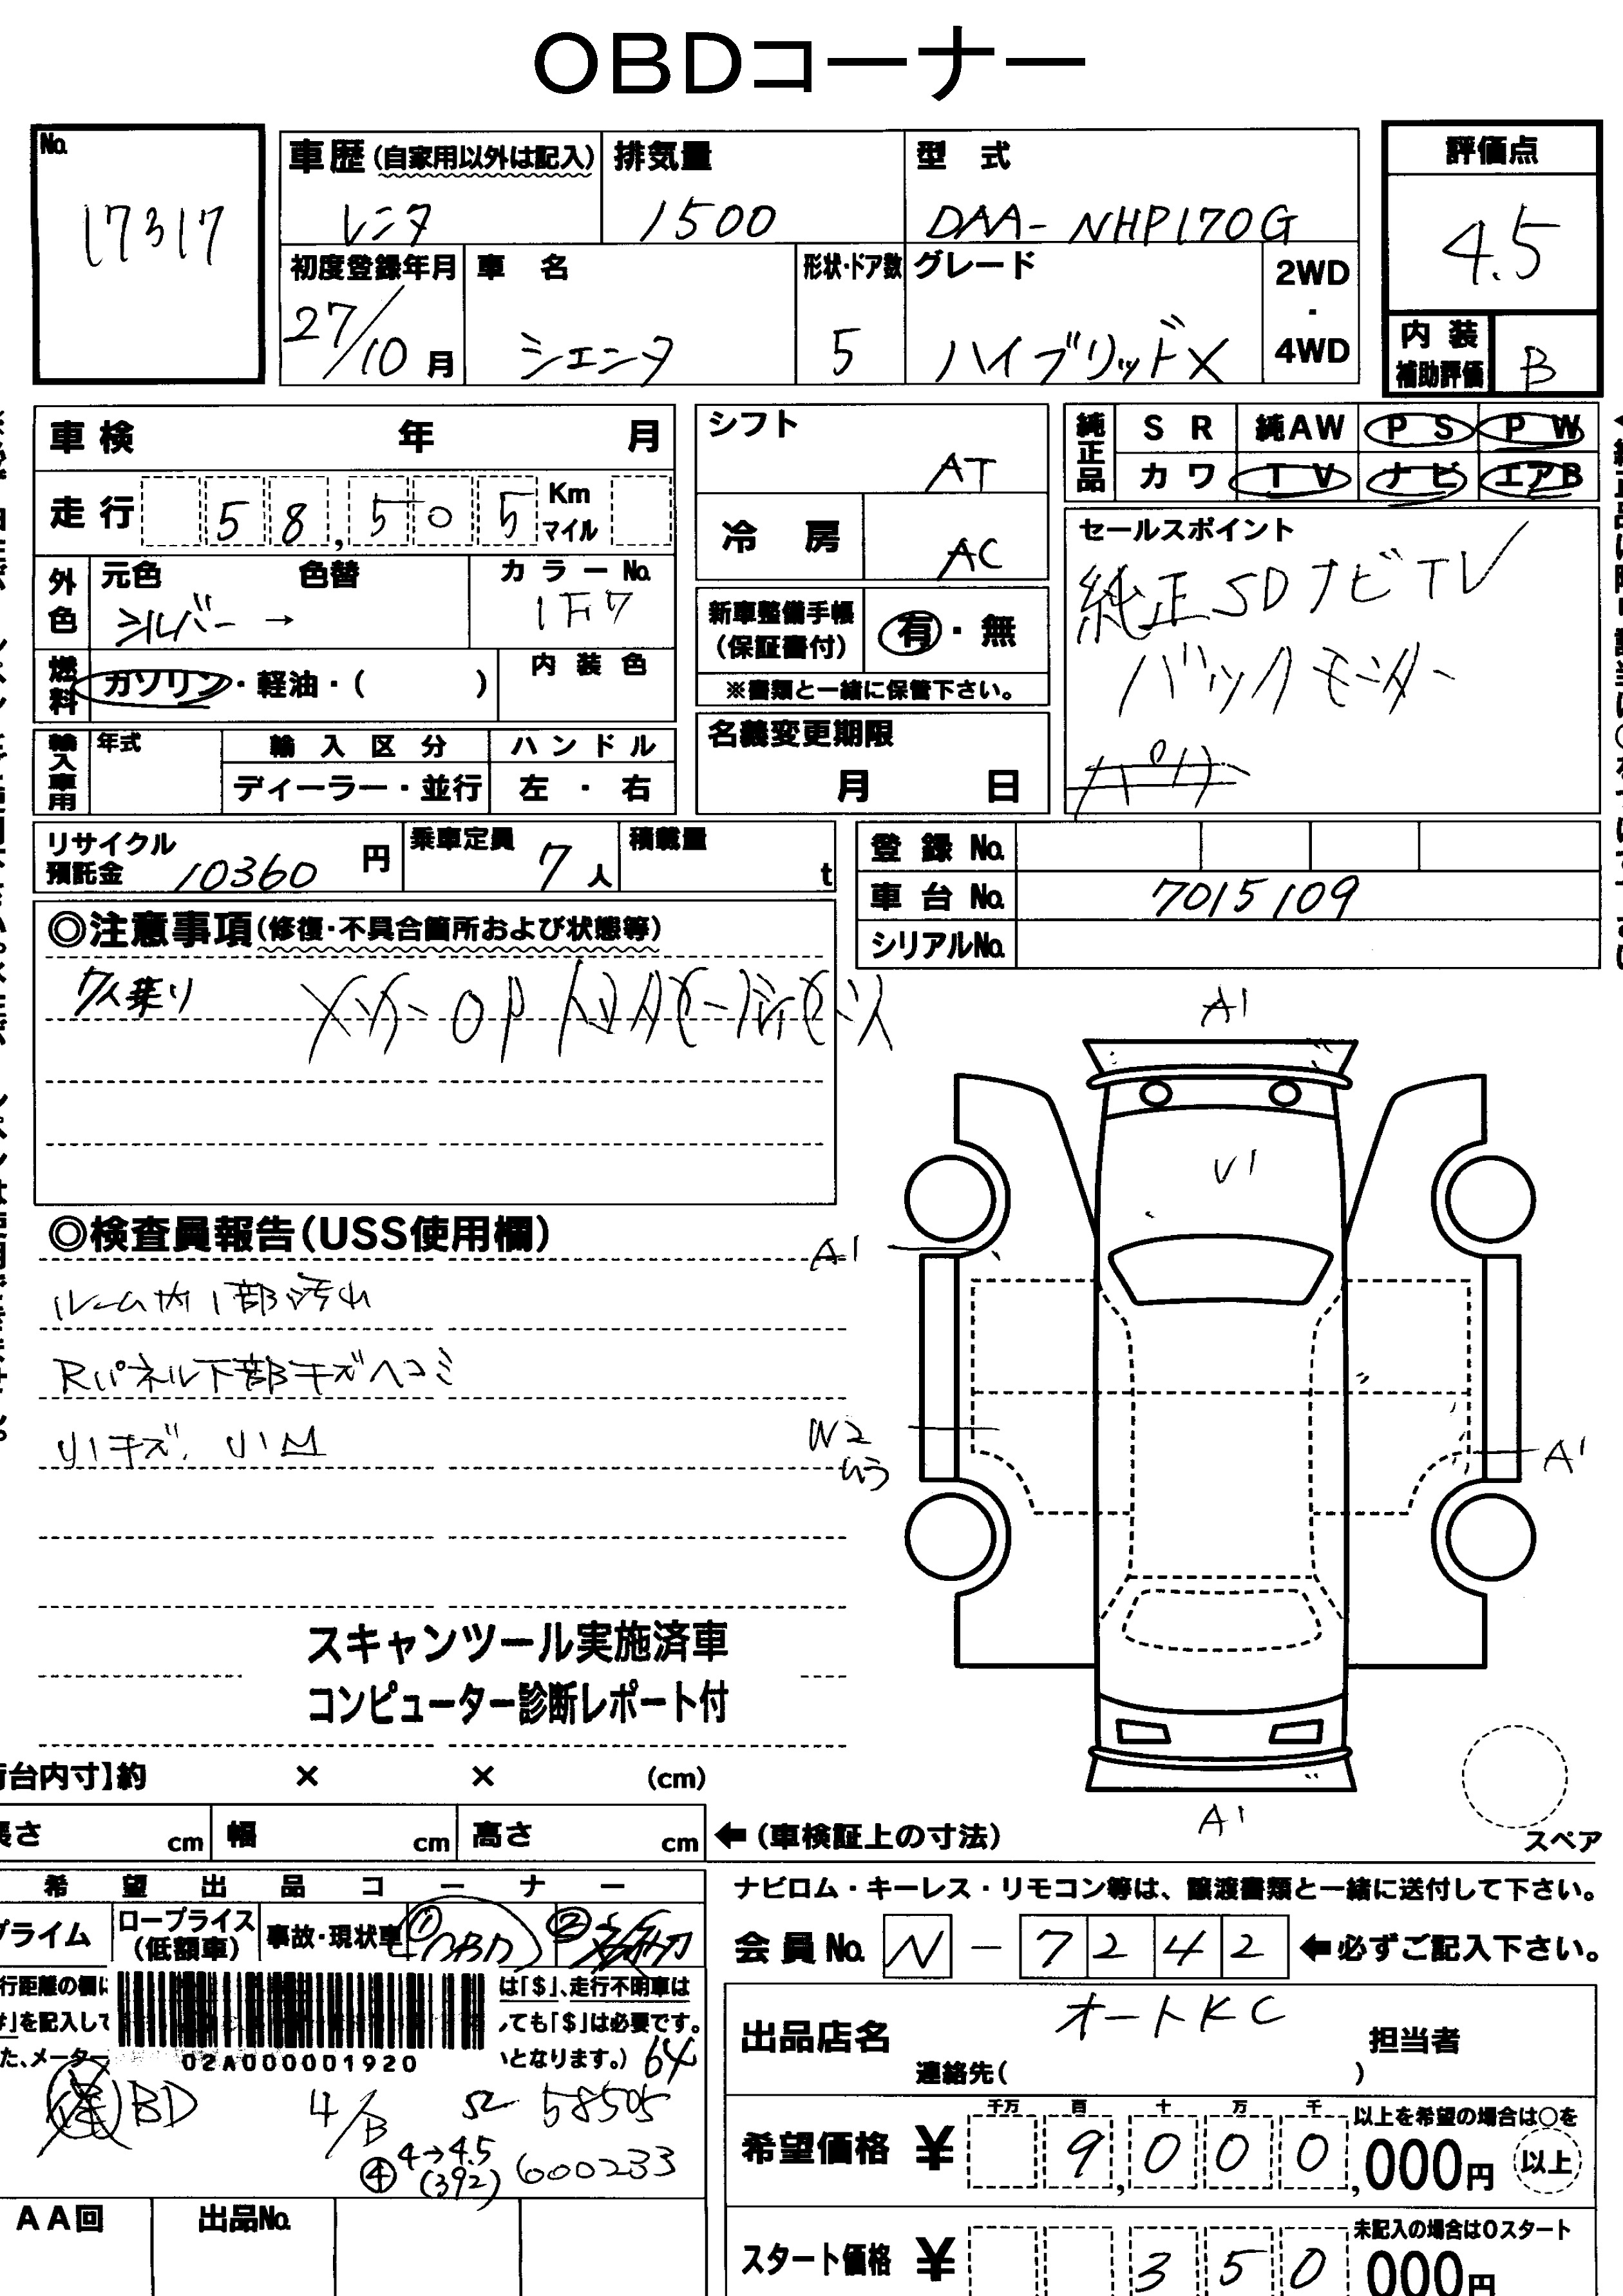 OBDコーナー
No.
17317
車歴(自家用以外は記入)
レンタ
排気量
1500
型式
DAA-NHP170G
評価点
4.5
初度登録年月
27/10月
車名
シエンタ
形状・ドア数
5
グレード
ハイブリッドX
2WD
・
4WD
内装
補助評価
B
車検 年 月
走行 58,505 Km
マイル
外色
元色 色替
シルバー →
カラーNo.
1F7
燃料
ガソリン・軽油・( )
内装色
輸入車用
年式
輸入区分
ディーラー・並行
ハンドル
左・右
シフト
AT
冷房
AC
新車整備手帳
(保証書付)
有・無
※書類と一緒に保管下さい。
名義変更期限
月 日
純正品
SR 純AW PS PW
カワ TV ナビ エアB
セールスポイント
純正SDナビTV
バックモニター
リサイクル
預託金 10360 円
乗車定員
7人
積載量
t
登録No.
車台No. 7015109
シリアルNo.
◎注意事項(修復・不具合箇所および状態等)
7人乗り
◎検査員報告(USS使用欄)
ルーム内1部汚れ
Rパネル下部キズヘコミ
小キズ、小凹
スキャンツール実施済車
コンピューター診断レポート付
A1
V1
A1
W2
A1
A1
スペア
台内寸】約 × × (cm)
長さ cm 幅 cm 高さ cm
←(車検証上の寸法)
希望出品コーナー
プライム
ロープライス
(低額車)
事故・現状車
①
OBD
②
行距離の欄に
は「$」、走行不明車は
」を記入して
ても「$」は必要です。
た、メーター
となります。)
64
02A000001920
BD
4/B
58505
4→4.5
④
(392)
600233
AA回
出品No.
ナビロム・キーレス・リモコン等は、譲渡書類と一緒に送付して下さい。
会員No. N-7242 ←必ずご記入下さい。
出品店名
オートKC
担当者
連絡先( )
希望価格 ¥
千万 百 十 万 千
9,000,000円
以上を希望の場合は○を
以上
スタート価格 ¥
350
000円
未記入の場合は0スタート